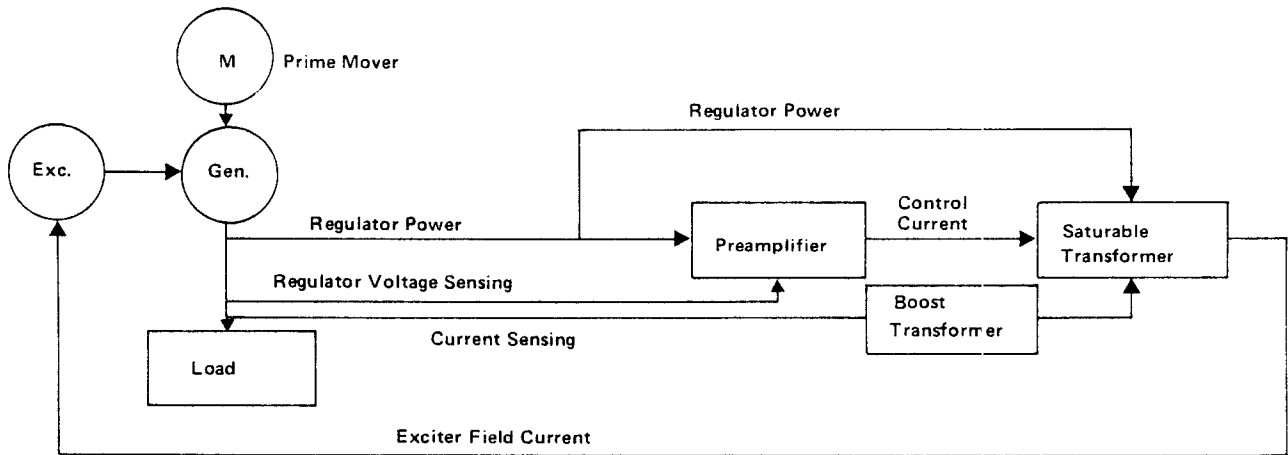 M
Prime Mover
Regulator Power
Exc.
Gen.
Regulator Power
Control
Current
Preamplifier
Saturable
Transformer
Regulator Voltage Sensing
Boost
Transformer
Current Sensing
Load
Exciter Field Current